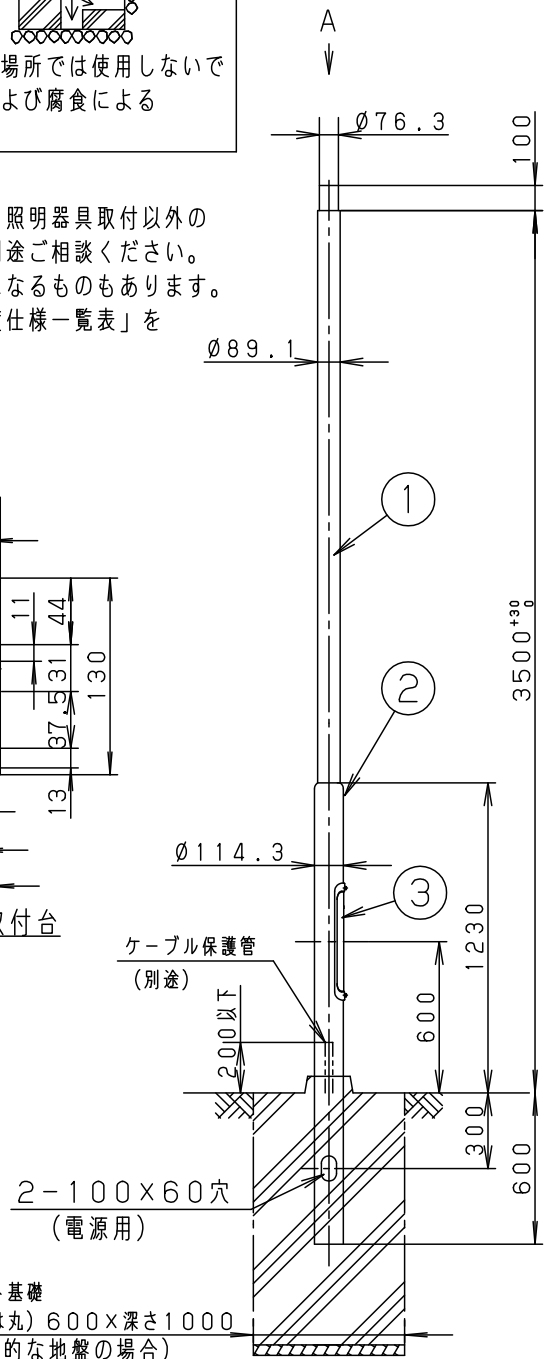 場所では使用しないで
よび腐食による
照明器具取付以外の
途ご相談ください。
なるものもあります。
仕様一覧表」を
A
Ø76.3
100
Ø89.1
1
3500 +30 0
11
44
31
130
37.5
13
2
Ø114.3
3
付台
ケーブル保護管
(別途)
200以下
1230
600
300
600
2-100×60穴
(電源用)
基礎
丸) 600×深さ1000
的な地盤の場合)